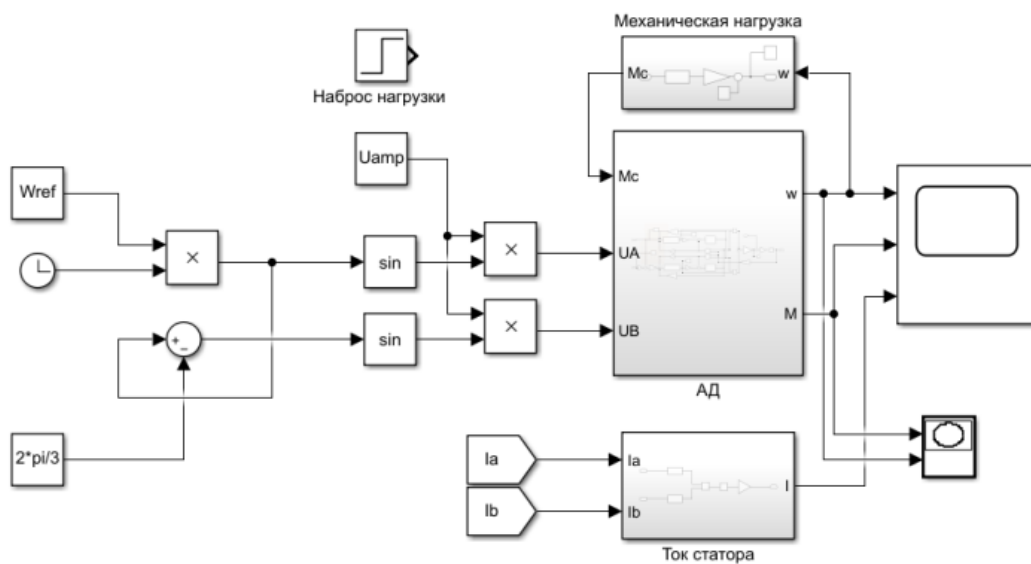 Механическая нагрузка
Mc
w
Наброс нагрузки
Uamp
Wref
×
sin
×
Mc
w
UA
+
-
sin
×
UB
M
АД
2*pi/3
Ia
Ia
I
Ib
Ib
Ток статора